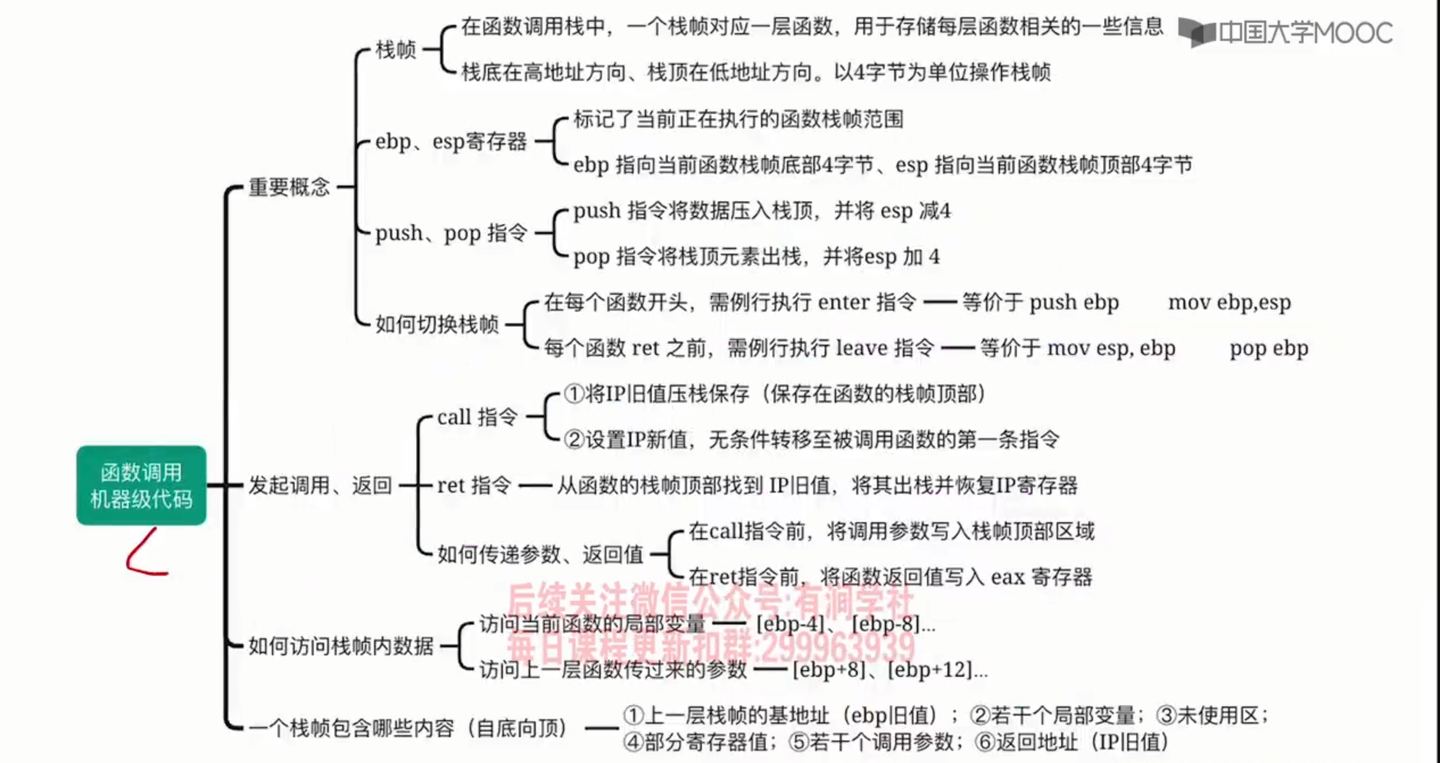 中国大学MOOC
函数调用
机器级代码
重要概念
栈帧
在函数调用栈中，一个栈帧对应一层函数，用于存储每层函数相关的一些信息
栈底在高地址方向、栈顶在低地址方向。以4字节为单位操作栈帧
ebp、esp寄存器
标记了当前正在执行的函数栈帧范围
ebp 指向当前函数栈帧底部4字节、esp 指向当前函数栈帧顶部4字节
push、pop 指令
push 指令将数据压入栈顶，并将 esp 减4
pop 指令将栈顶元素出栈，并将esp 加 4
如何切换栈帧
在每个函数开头，需例行执行 enter 指令 等价于 push ebp mov ebp,esp
每个函数 ret 之前，需例行执行 leave 指令 等价于 mov esp, ebp pop ebp
发起调用、返回
call 指令
①将IP旧值压栈保存（保存在函数的栈帧顶部）
②设置IP新值，无条件转移至被调用函数的第一条指令
ret 指令 从函数的栈帧顶部找到 IP旧值，将其出栈并恢复IP寄存器
如何传递参数、返回值
在call指令前，将调用参数写入栈帧顶部区域
在ret指令前，将函数返回值写入 eax 寄存器
后续关注微信公众号:有涧学社
每日课程更新扣群:299963939
如何访问栈帧内数据
访问当前函数的局部变量 [ebp-4]、[ebp-8]...
访问上一层函数传过来的参数 [ebp+8]、[ebp+12]...
一个栈帧包含哪些内容（自底向顶）
①上一层栈帧的基地址（ebp旧值）；②若干个局部变量；③未使用区；
④部分寄存器值；⑤若干个调用参数；⑥返回地址（IP旧值）